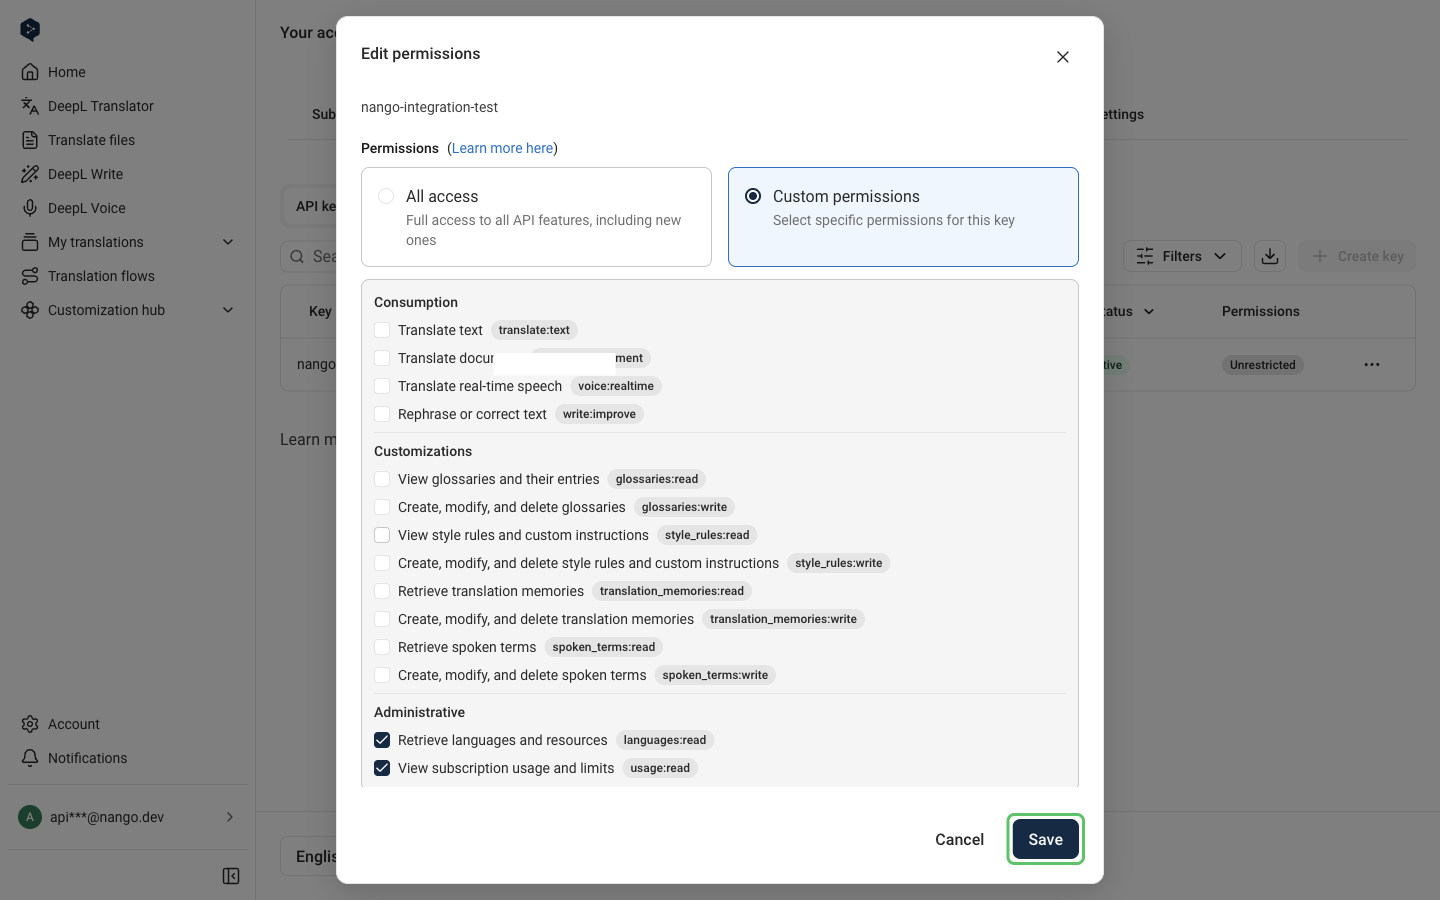 Your acc
Home
DeepL Translator
Translate files
DeepL Write
DeepL Voice
My translations
Translation flows
Customization hub
Account
Notifications
A api***@nango.dev
Sub
ettings
API ke
Sea
Filters
Create key
Key
atus
Permissions
nango
tive
Unrestricted
Learn m
Englis
Edit permissions
nango-integration-test
Permissions (Learn more here)
All access
Full access to all API features, including new
ones
Custom permissions
Select specific permissions for this key
Consumption
Translate text translate:text
Translate docu ment
Translate real-time speech voice:realtime
Rephrase or correct text write:improve
Customizations
View glossaries and their entries glossaries:read
Create, modify, and delete glossaries glossaries:write
View style rules and custom instructions style_rules:read
Create, modify, and delete style rules and custom instructions style_rules:write
Retrieve translation memories translation_memories:read
Create, modify, and delete translation memories translation_memories:write
Retrieve spoken terms spoken_terms:read
Create, modify, and delete spoken terms spoken_terms:write
Administrative
Retrieve languages and resources languages:read
View subscription usage and limits usage:read
Cancel
Save